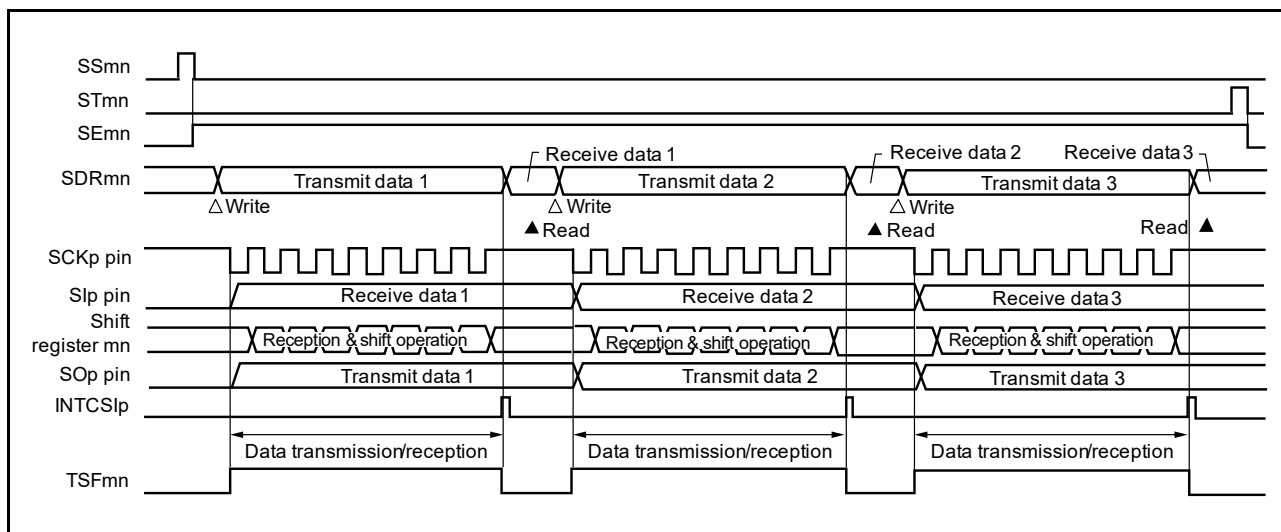 SSmn
STmn
SEmn
Receive data 1
Receive data 2
Receive data3
SDRmn
Transmit data 1
Transmit data 2
Transmit data 3
△Write
△Write
△Write
▲Read
▲Read
Read ▲
SCKp pin
SIp pin
Receive data 1
Receive data 2
Receive data 3
Shift
register mn
Reception & shift operation
Reception & shift operation
Reception & shift operation
SOp pin
Transmit data 1
Transmit data 2
Transmit data 3
INTCSIp
Data transmission/reception
Data transmission/reception
Data transmission/reception
TSFmn